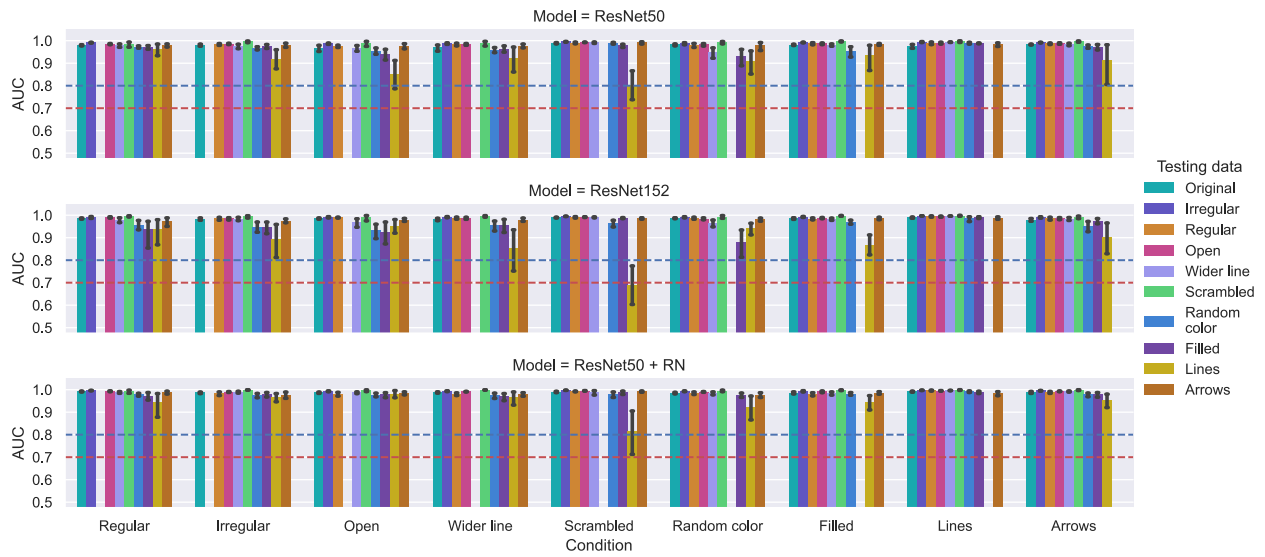 Model = ResNet50
AUC
1.0
0.9
0.8
0.7
0.6
0.5
Model = ResNet152
AUC
1.0
0.9
0.8
0.7
0.6
0.5
Model = ResNet50 + RN
AUC
1.0
0.9
0.8
0.7
0.6
0.5
Regular
Irregular
Open
Wider line
Scrambled
Random color
Filled
Lines
Arrows
Condition
Testing data
Original
Irregular
Regular
Open
Wider line
Scrambled
Random
color
Filled
Lines
Arrows